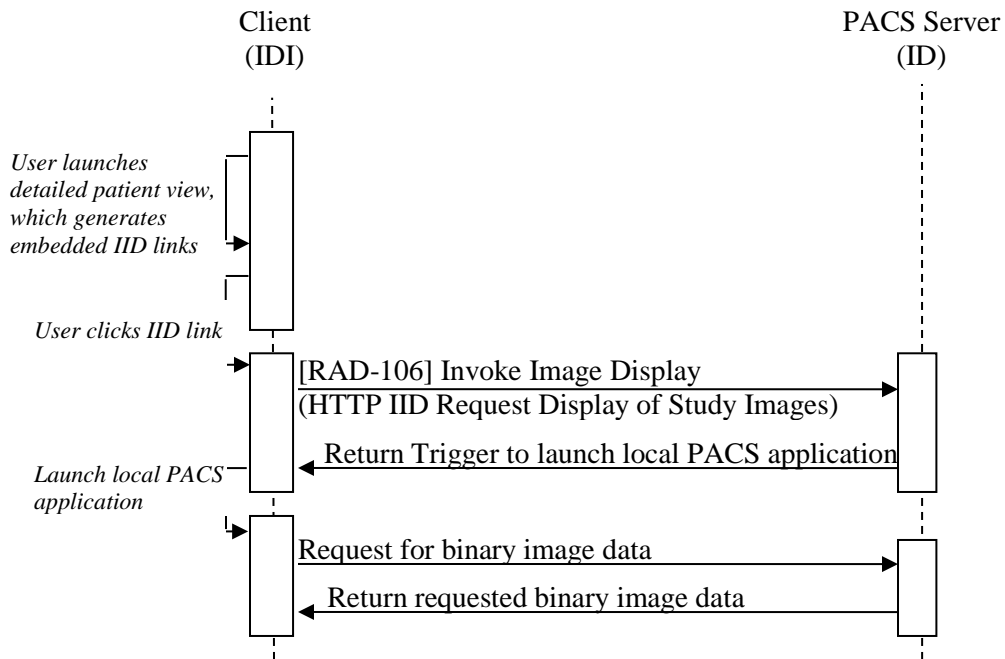 Client
(IDI)
PACS Server
(ID)
User launches
detailed patient view,
which generates
embedded IID links
User clicks IID link
[RAD-106] Invoke Image Display
(HTTP IID Request Display of Study Images)
Return Trigger to launch local PACS application
Launch local PACS
application
Request for binary image data
Return requested binary image data